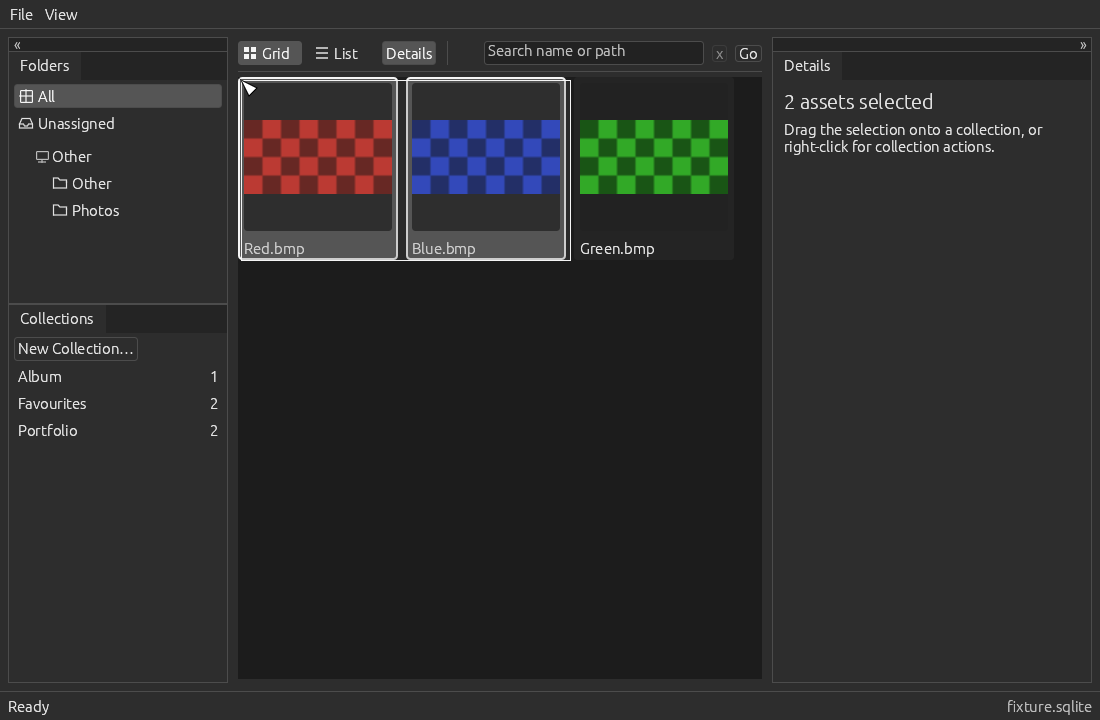 File View
«
»
Folders
Grid List Details
Search name or path
x
Go
Details
All
Unassigned
Other
Other
Photos
Red.bmp
Blue.bmp
Green.bmp
2 assets selected
Drag the selection onto a collection, or
right-click for collection actions.
Collections
New Collection...
Album 1
Favourites 2
Portfolio 2
Ready
fixture.sqlite